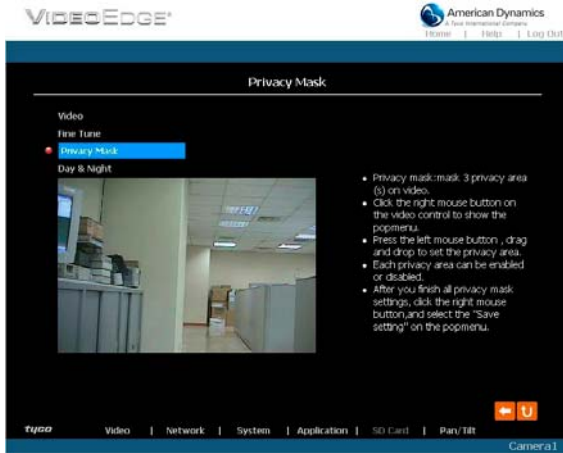 VIDEOEDGE®
American Dynamics
A Tyco International Company
Home | Help | Log Out
Privacy Mask
Video
Fine Tune
Privacy Mask
Day & Night
• Privacy mask:mask 3 privacy area
(s) on video.
• Click the right mouse button on
the video control to show the
popmenu.
• Press the left mouse button , drag
and drop to set the privacy area.
• Each privacy area can be enabled
or disabled.
• After you finish all privacy mask
settings, click the right mouse
button,and select the "Save
setting" on the popmenu.
tyco Video | Network | System | Application | SD Card | Pan/Tilt
Camera1